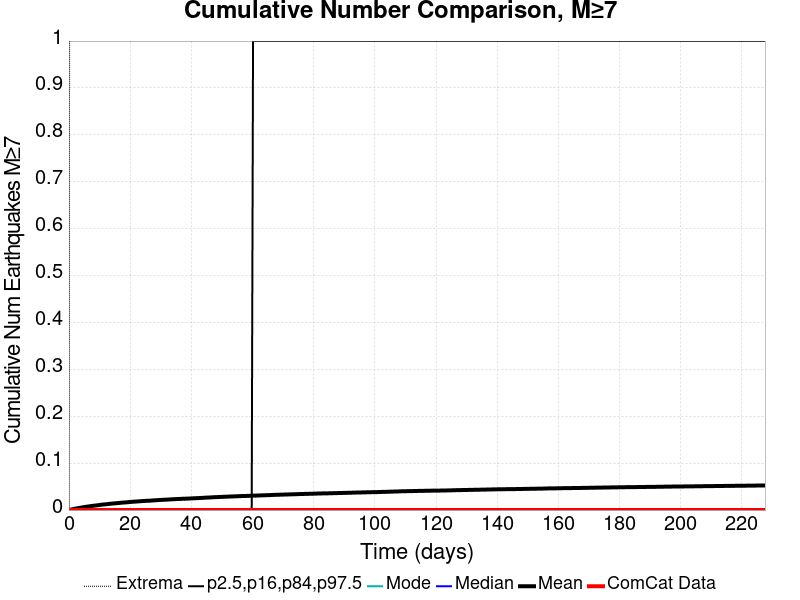 Cumulative Number Comparison, M≥7
Cumulative Num Earthquakes M≥7
1
0.9
0.8
0.7
0.6
0.5
0.4
0.3
0.2
0.1
0
0 20 40 60 80 100 120 140 160 180 200 220
Time (days)
Extrema p2.5,p16,p84,p97.5 Mode Median Mean ComCat Data